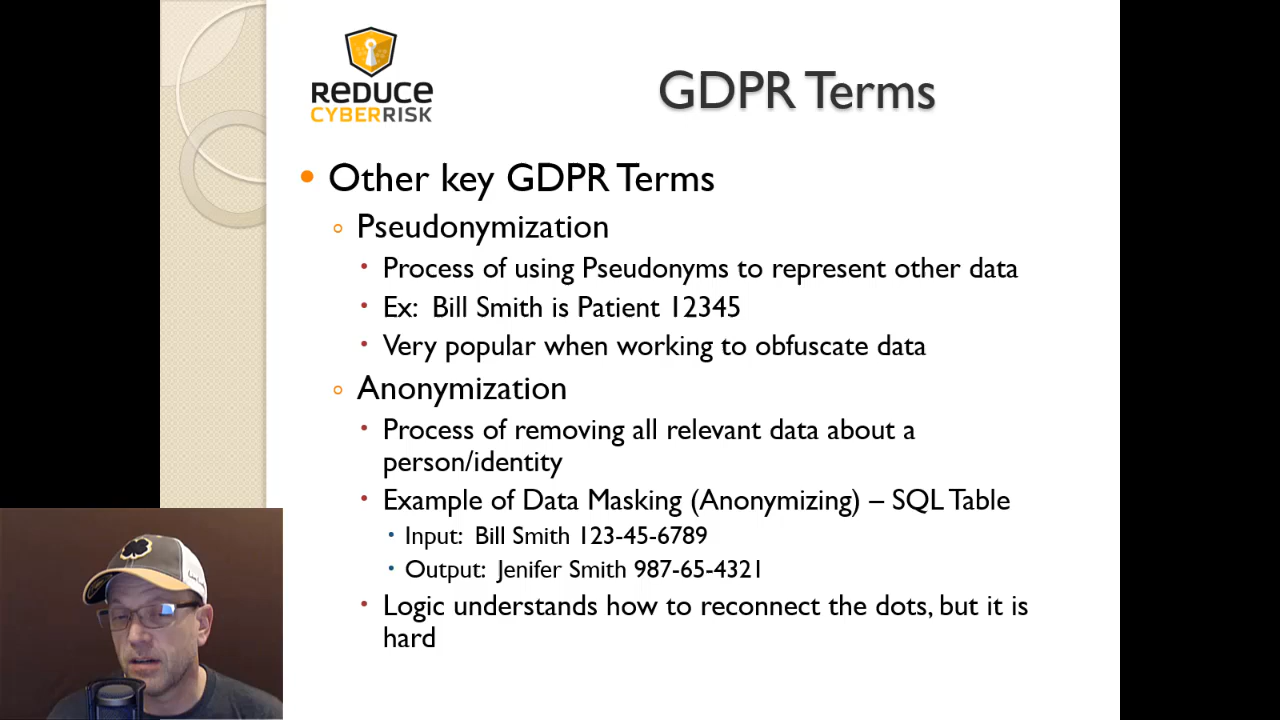 REDUCE
CYBERRISK
GDPR Terms
• Other key GDPR Terms
Pseudonymization
• Process of using Pseudonyms to represent other data
• Ex: Bill Smith is Patient 12345
• Very popular when working to obfuscate data
Anonymization
• Process of removing all relevant data about a
person/identity
• Example of Data Masking (Anonymizing) – SQL Table
• Input: Bill Smith 123-45-6789
• Output: Jenifer Smith 987-65-4321
• Logic understands how to reconnect the dots, but it is
hard